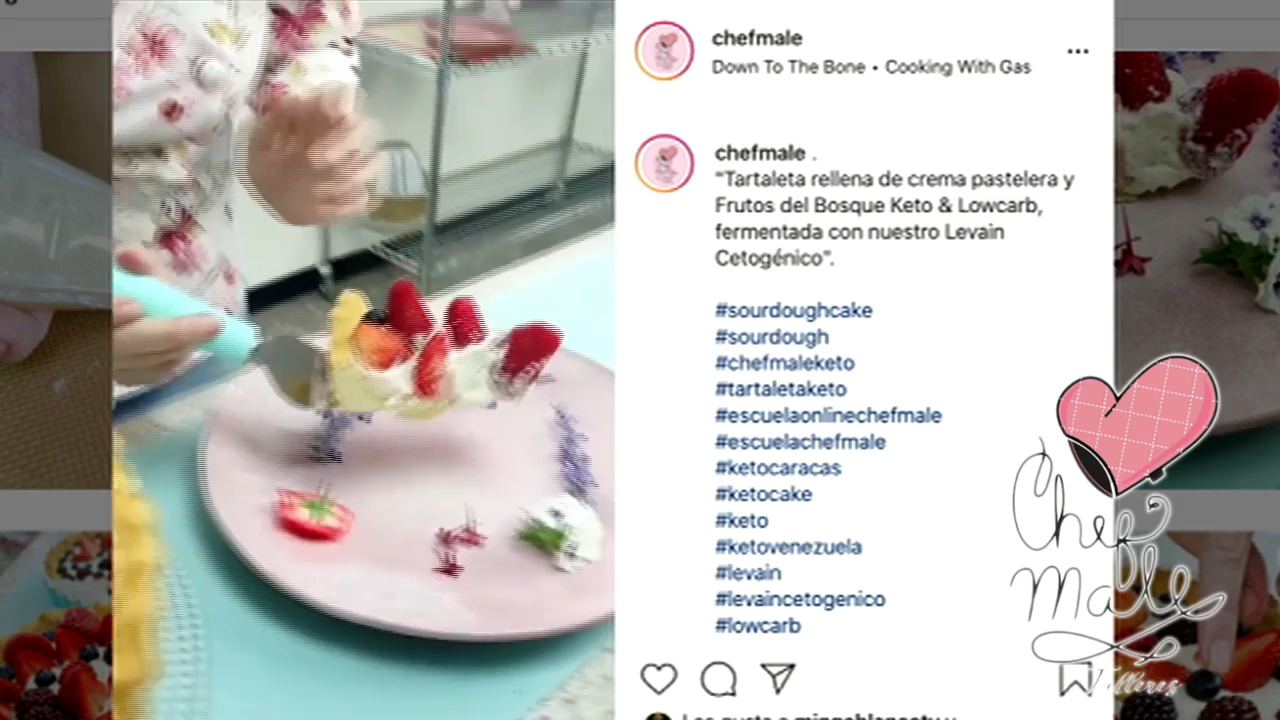 chefmale
Down To The Bone • Cooking With Gas
chefmale .
"Tartaleta rellena de crema pastelera y
Frutos del Bosque Keto & Lowcarb,
fermentada con nuestro Levain
Cetogénico".
#sourdoughcake
#sourdough
#chefmaleketo
#tartaletaketo
#escuelaonlinechefmale
#escuelachefmale
#ketocaracas
#ketocake
#keto
#ketovenezuela
#levain
#levaincetogenico
#lowcarb
Chef
Male
Talleres